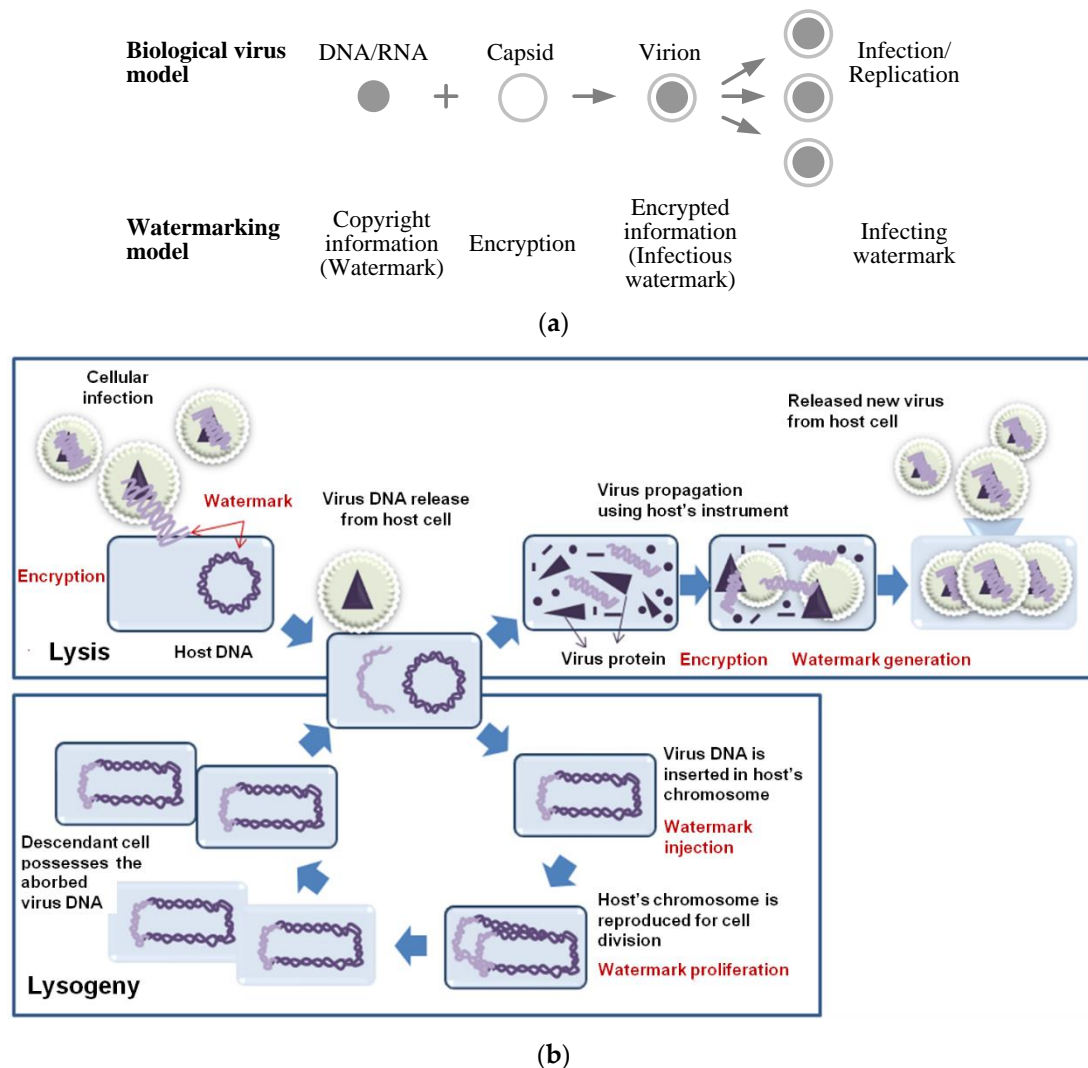 Biological virus
model
DNA/RNA
Capsid
Virion
Infection/
Replication
Watermarking
model
Copyright
information
(Watermark)
Encryption
Encrypted
information
(Infectious
watermark)
Infecting
watermark
(a)
Cellular
infection
Watermark
Encryption
Host DNA
Lysis
Virus DNA release
from host cell
Virus propagation
using host's instrument
Released new virus
from host cell
Virus protein
Encryption
Watermark generation
Virus DNA is
inserted in host's
chromosome
Watermark
injection
Host's chromosome is
reproduced for cell
division
Watermark proliferation
Descendant cell
possesses the
aborbed
virus DNA
Lysogeny
(b)